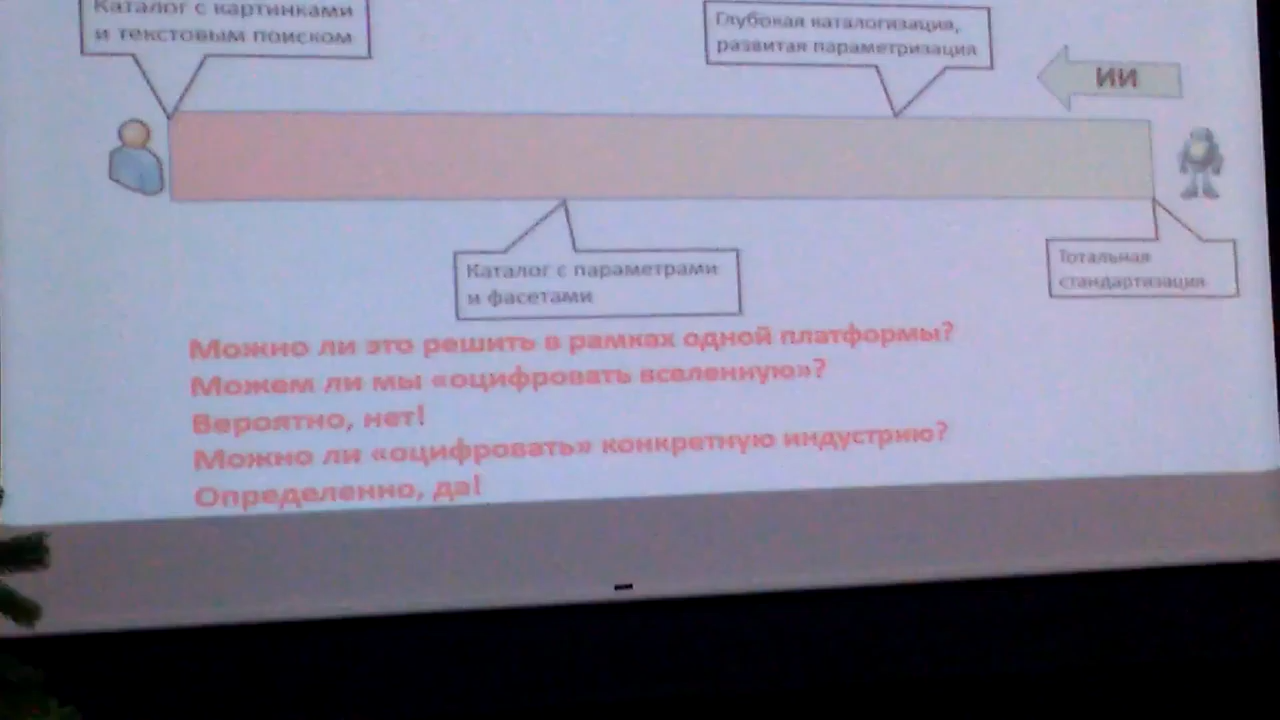 Каталог с картинками
и текстовым поиском
Глубокая каталогизация,
развитая параметризация
ИИ
Каталог с параметрами
и фасетами
Тотальная
стандартизация
Можно ли это решить в рамках одной платформы?
Можем ли мы «оцифровать вселенную»?
Вероятно, нет!
Можно ли «оцифровать» конкретную индустрию?
Определенно, да!